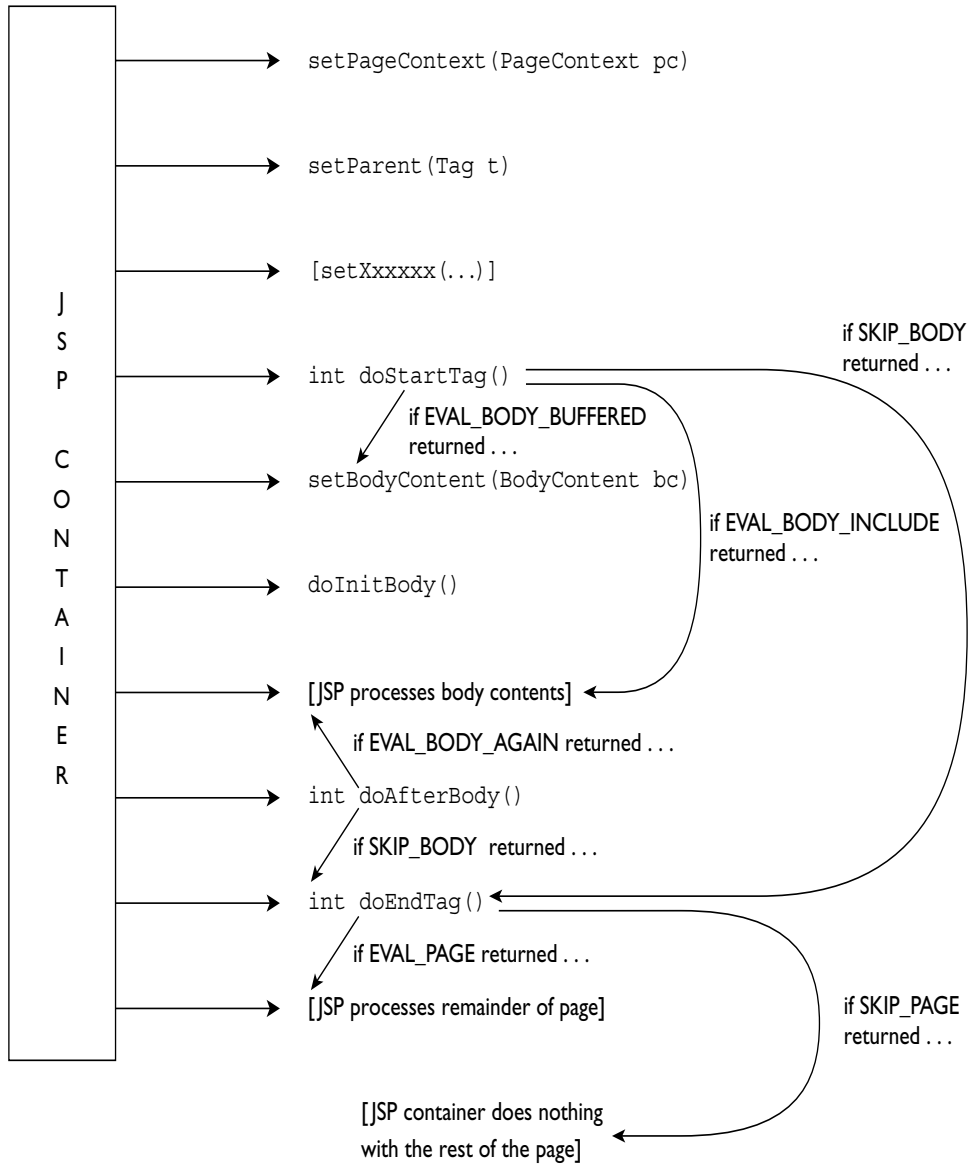 setPageContext(PageContext pc)
setParent(Tag t)
[setXxxxxx(...)]
JSP CONTAINER
if SKIP_BODY
returned . . .
int doStartTag()
if EVAL_BODY_BUFFERED
returned . . .
setBodyContent(BodyContent bc)
if EVAL_BODY_INCLUDE
returned . . .
doInitBody()
[JSP processes body contents]
if EVAL_BODY_AGAIN returned . . .
int doAfterBody()
if SKIP_BODY returned . . .
int doEndTag()
if EVAL_PAGE returned . . .
[JSP processes remainder of page]
if SKIP_PAGE
returned . . .
[JSP container does nothing
with the rest of the page]